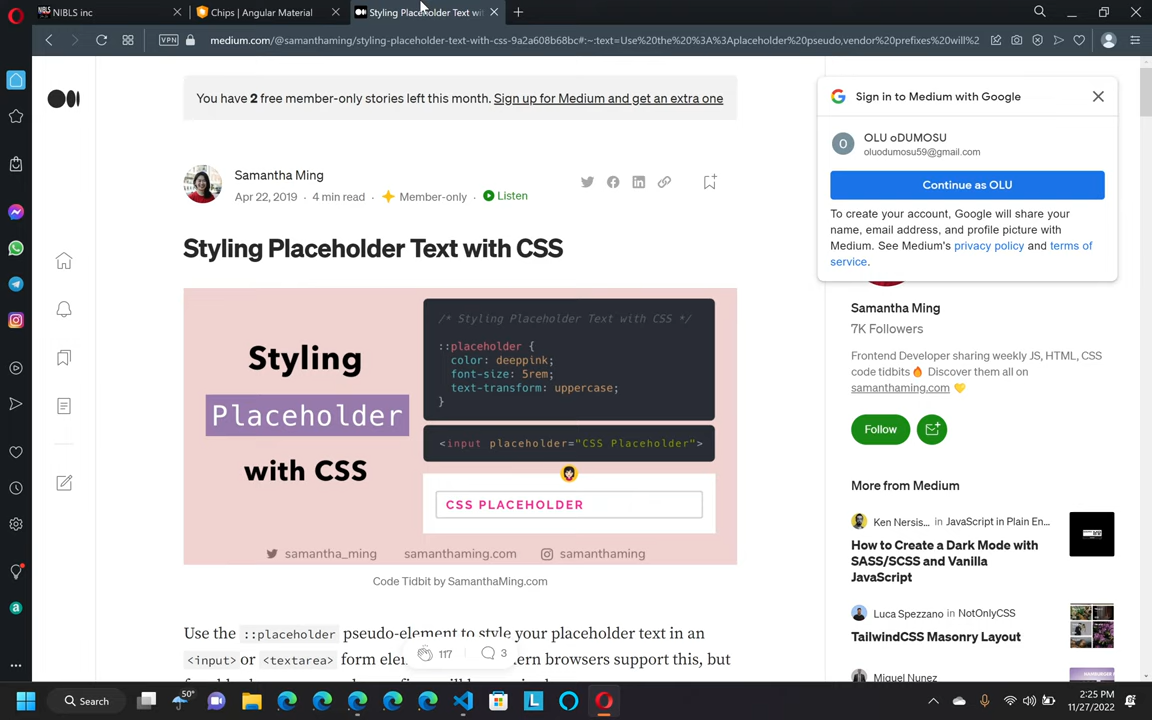 NIBLS inc
Chips | Angular Material
Styling Placeholder Text wit
VPN
medium.com/@samanthaming/styling-placeholder-text-with-css-9a2a608b68bc#:~:text=Use%20the%20%3A%3Aplaceholder%20pseudo,vendor%20prefixes%20will%2
You have 2 free member-only stories left this month. Sign up for Medium and get an extra one
Samantha Ming
Apr 22, 2019 · 4 min read · Member-only · Listen
Styling Placeholder Text with CSS
Styling
Placeholder
with CSS
/* Styling Placeholder Text with CSS */
::placeholder {
color: deeppink;
font-size: 5rem;
text-transform: uppercase;
}
<input placeholder="CSS Placeholder">
CSS PLACEHOLDER
samantha_ming samanthaming.com samanthaming
Code Tidbit by SamanthaMing.com
Use the ::placeholder pseudo-element to style your placeholder text in an
<input> or <textarea> form ele ern browsers support this, but
117 3
Sign in to Medium with Google
O
OLU oDUMOSU
oluodumosu59@gmail.com
Continue as OLU
To create your account, Google will share your
name, email address, and profile picture with
Medium. See Medium's privacy policy and terms of
service.
Samantha Ming
7K Followers
Frontend Developer sharing weekly JS, HTML, CSS
code tidbits🔥 Discover them all on
samanthaming.com 💛
Follow
More from Medium
Ken Nersis... in JavaScript in Plain En...
How to Create a Dark Mode with
SASS/SCSS and Vanilla
JavaScript
Luca Spezzano in NotOnlyCSS
TailwindCSS Masonry Layout
Miguel Nunez
Search
50°
2:25 PM
11/27/2022